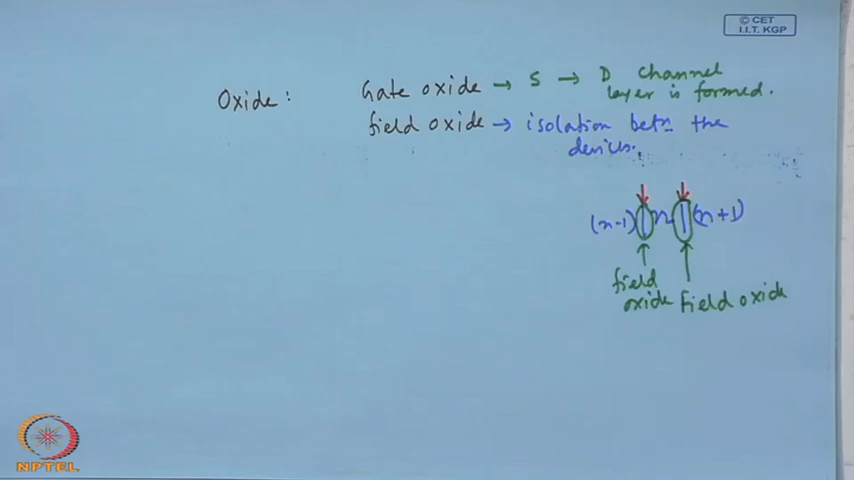 © CET
I.I.T. KGP
Oxide : Gate oxide → S → D channel
layer is formed.
field oxide → isolation betn the
devices.
(n-1) n (n+1)
field
oxide field oxide
NPTEL